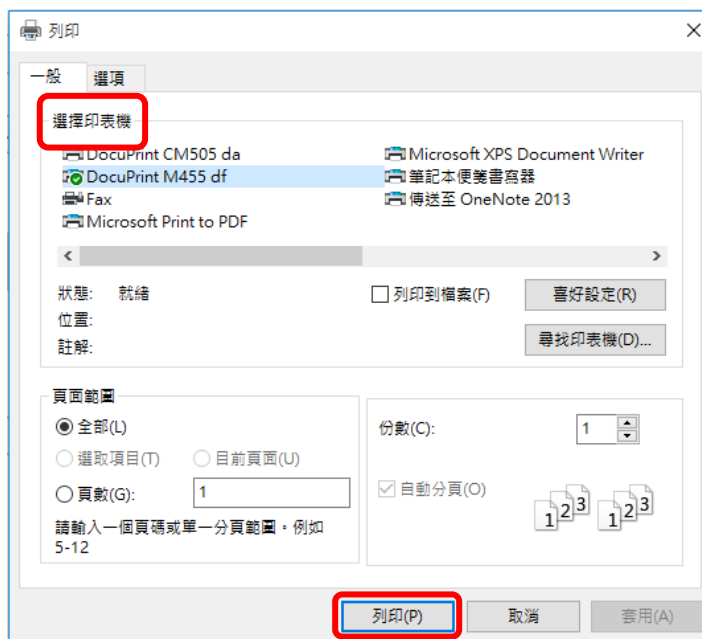 列印
一般 選項
選擇印表機
DocuPrint CM505 da
DocuPrint M455 df
Fax
Microsoft Print to PDF
Microsoft XPS Document Writer
筆記本便箋書寫器
傳送至 OneNote 2013
狀態: 就緒
位置:
註解:
列印到檔案(F)
喜好設定(R)
尋找印表機(D)...
頁面範圍
全部(L)
選取項目(T) 目前頁面(U)
頁數(G): 1
請輸入一個頁碼或單一分頁範圍。例如
5-12
份數(C): 1
自動分頁(O)
1 2 3 1 2 3
列印(P) 取消 套用(A)